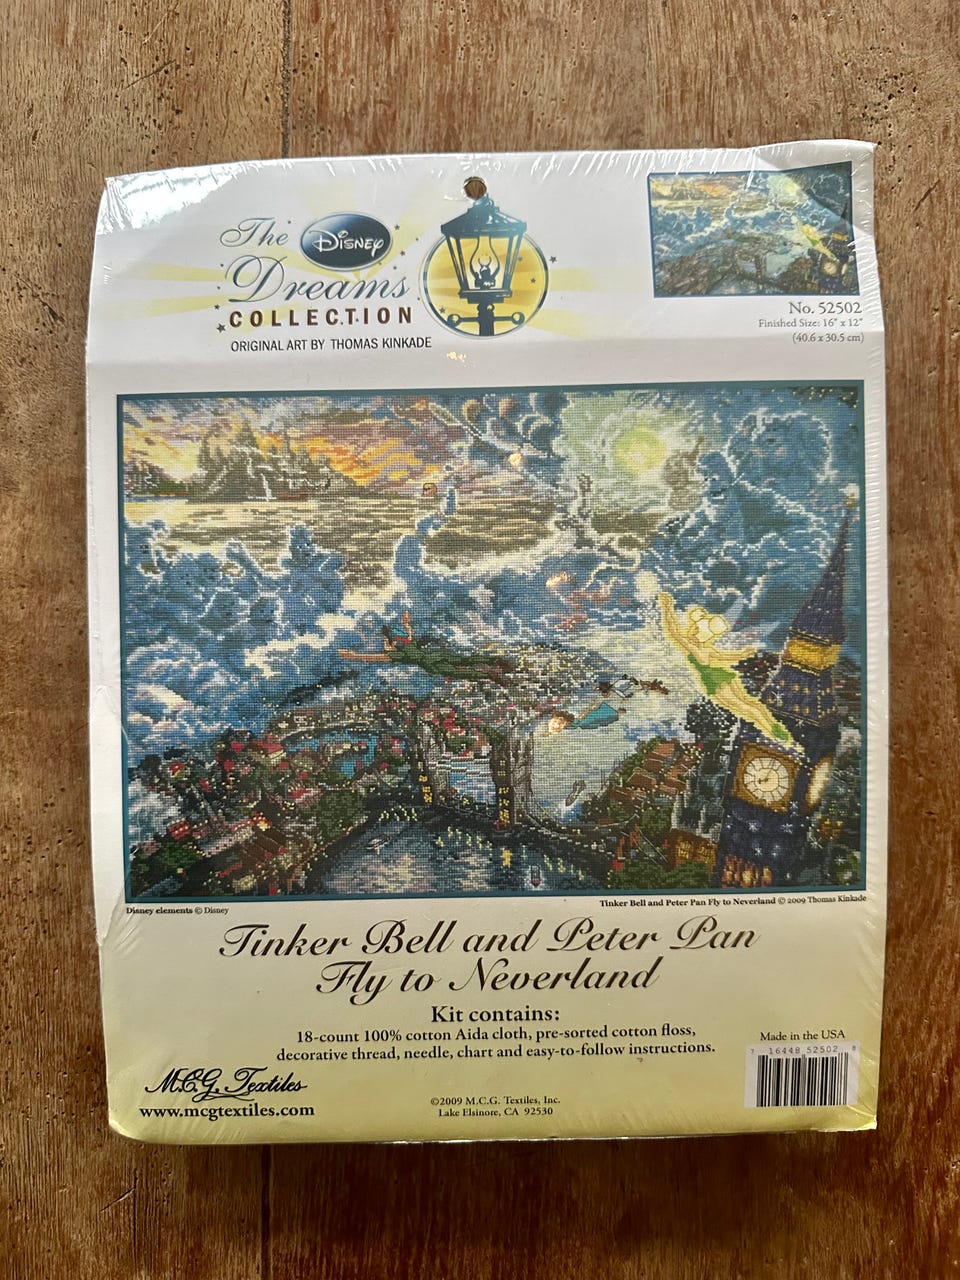 The Disney
Dreams
COLLECTION
ORIGINAL ART BY THOMAS KINKADE
No. 52502
Finished Size: 16" x 12"
(40.6 x 30.5 cm)
Disney elements © Disney
Tinker Bell and Peter Pan Fly to Neverland © 2009 Thomas Kinkade
Tinker Bell and Peter Pan
Fly to Neverland
Kit contains:
18-count 100% cotton Aida cloth, pre-sorted cotton floss,
decorative thread, needle, chart and easy-to-follow instructions.
Made in the USA
7 16448 52502 8
M.C.G. Textiles
www.mcgtextiles.com
©2009 M.C.G. Textiles, Inc.
Lake Elsinore, CA 92530